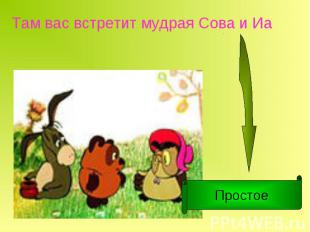 Там вас встретит мудрая Сова и Иа
Простое
PPt4WEB.ru